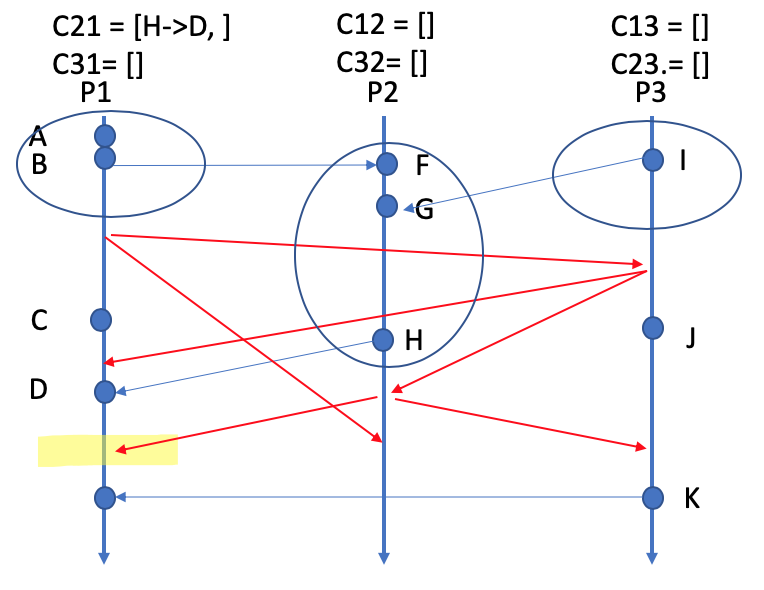 C21 = [H->D, ]
C31= []
P1
C12 = []
C32= []
P2
C13 = []
C23.= []
P3
A
B
F
I
G
C
H
J
D
K